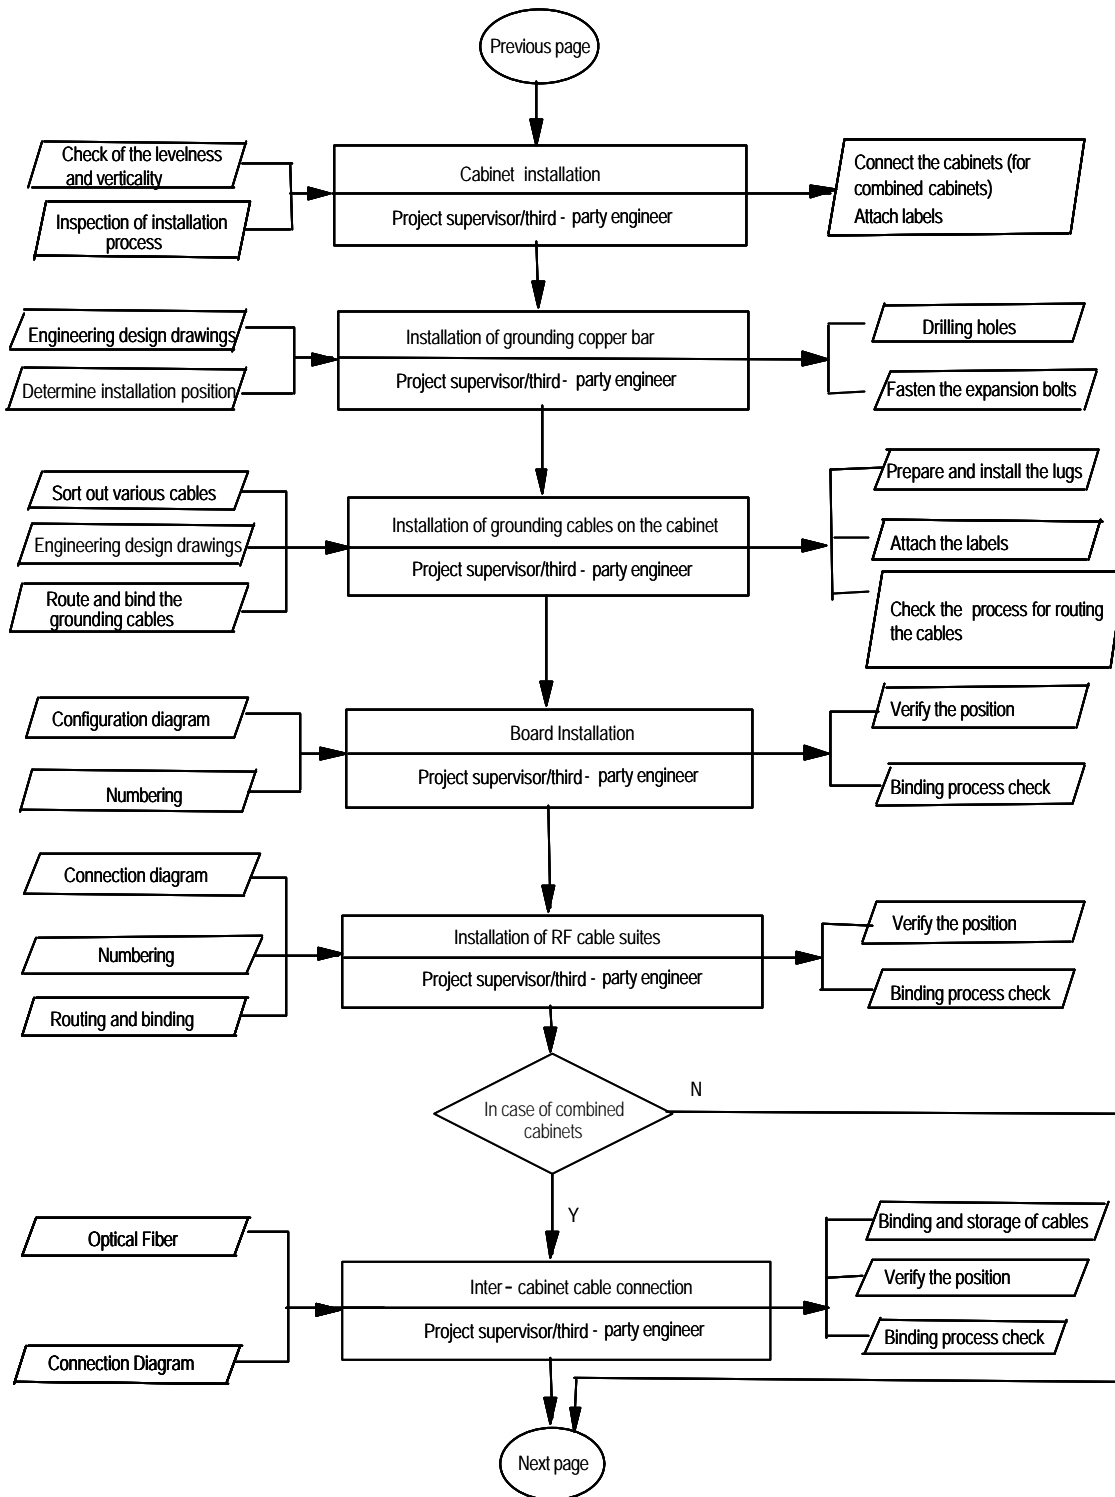 Previous page
Check of the levelness
and verticality
Inspection of installation
process
Cabinet installation
Project supervisor/third - party engineer
Connect the cabinets (for
combined cabinets)
Attach labels
Engineering design drawings
Determine installation position
Installation of grounding copper bar
Project supervisor/third - party engineer
Drilling holes
Fasten the expansion bolts
Sort out various cables
Engineering design drawings
Route and bind the
grounding cables
Installation of grounding cables on the cabinet
Project supervisor/third - party engineer
Prepare and install the lugs
Attach the labels
Check the process for routing
the cables
Configuration diagram
Numbering
Board Installation
Project supervisor/third - party engineer
Verify the position
Binding process check
Connection diagram
Numbering
Routing and binding
Installation of RF cable suites
Project supervisor/third - party engineer
Verify the position
Binding process check
In case of combined
cabinets
N
Y
Optical Fiber
Connection Diagram
Inter - cabinet cable connection
Project supervisor/third - party engineer
Binding and storage of cables
Verify the position
Binding process check
Next page